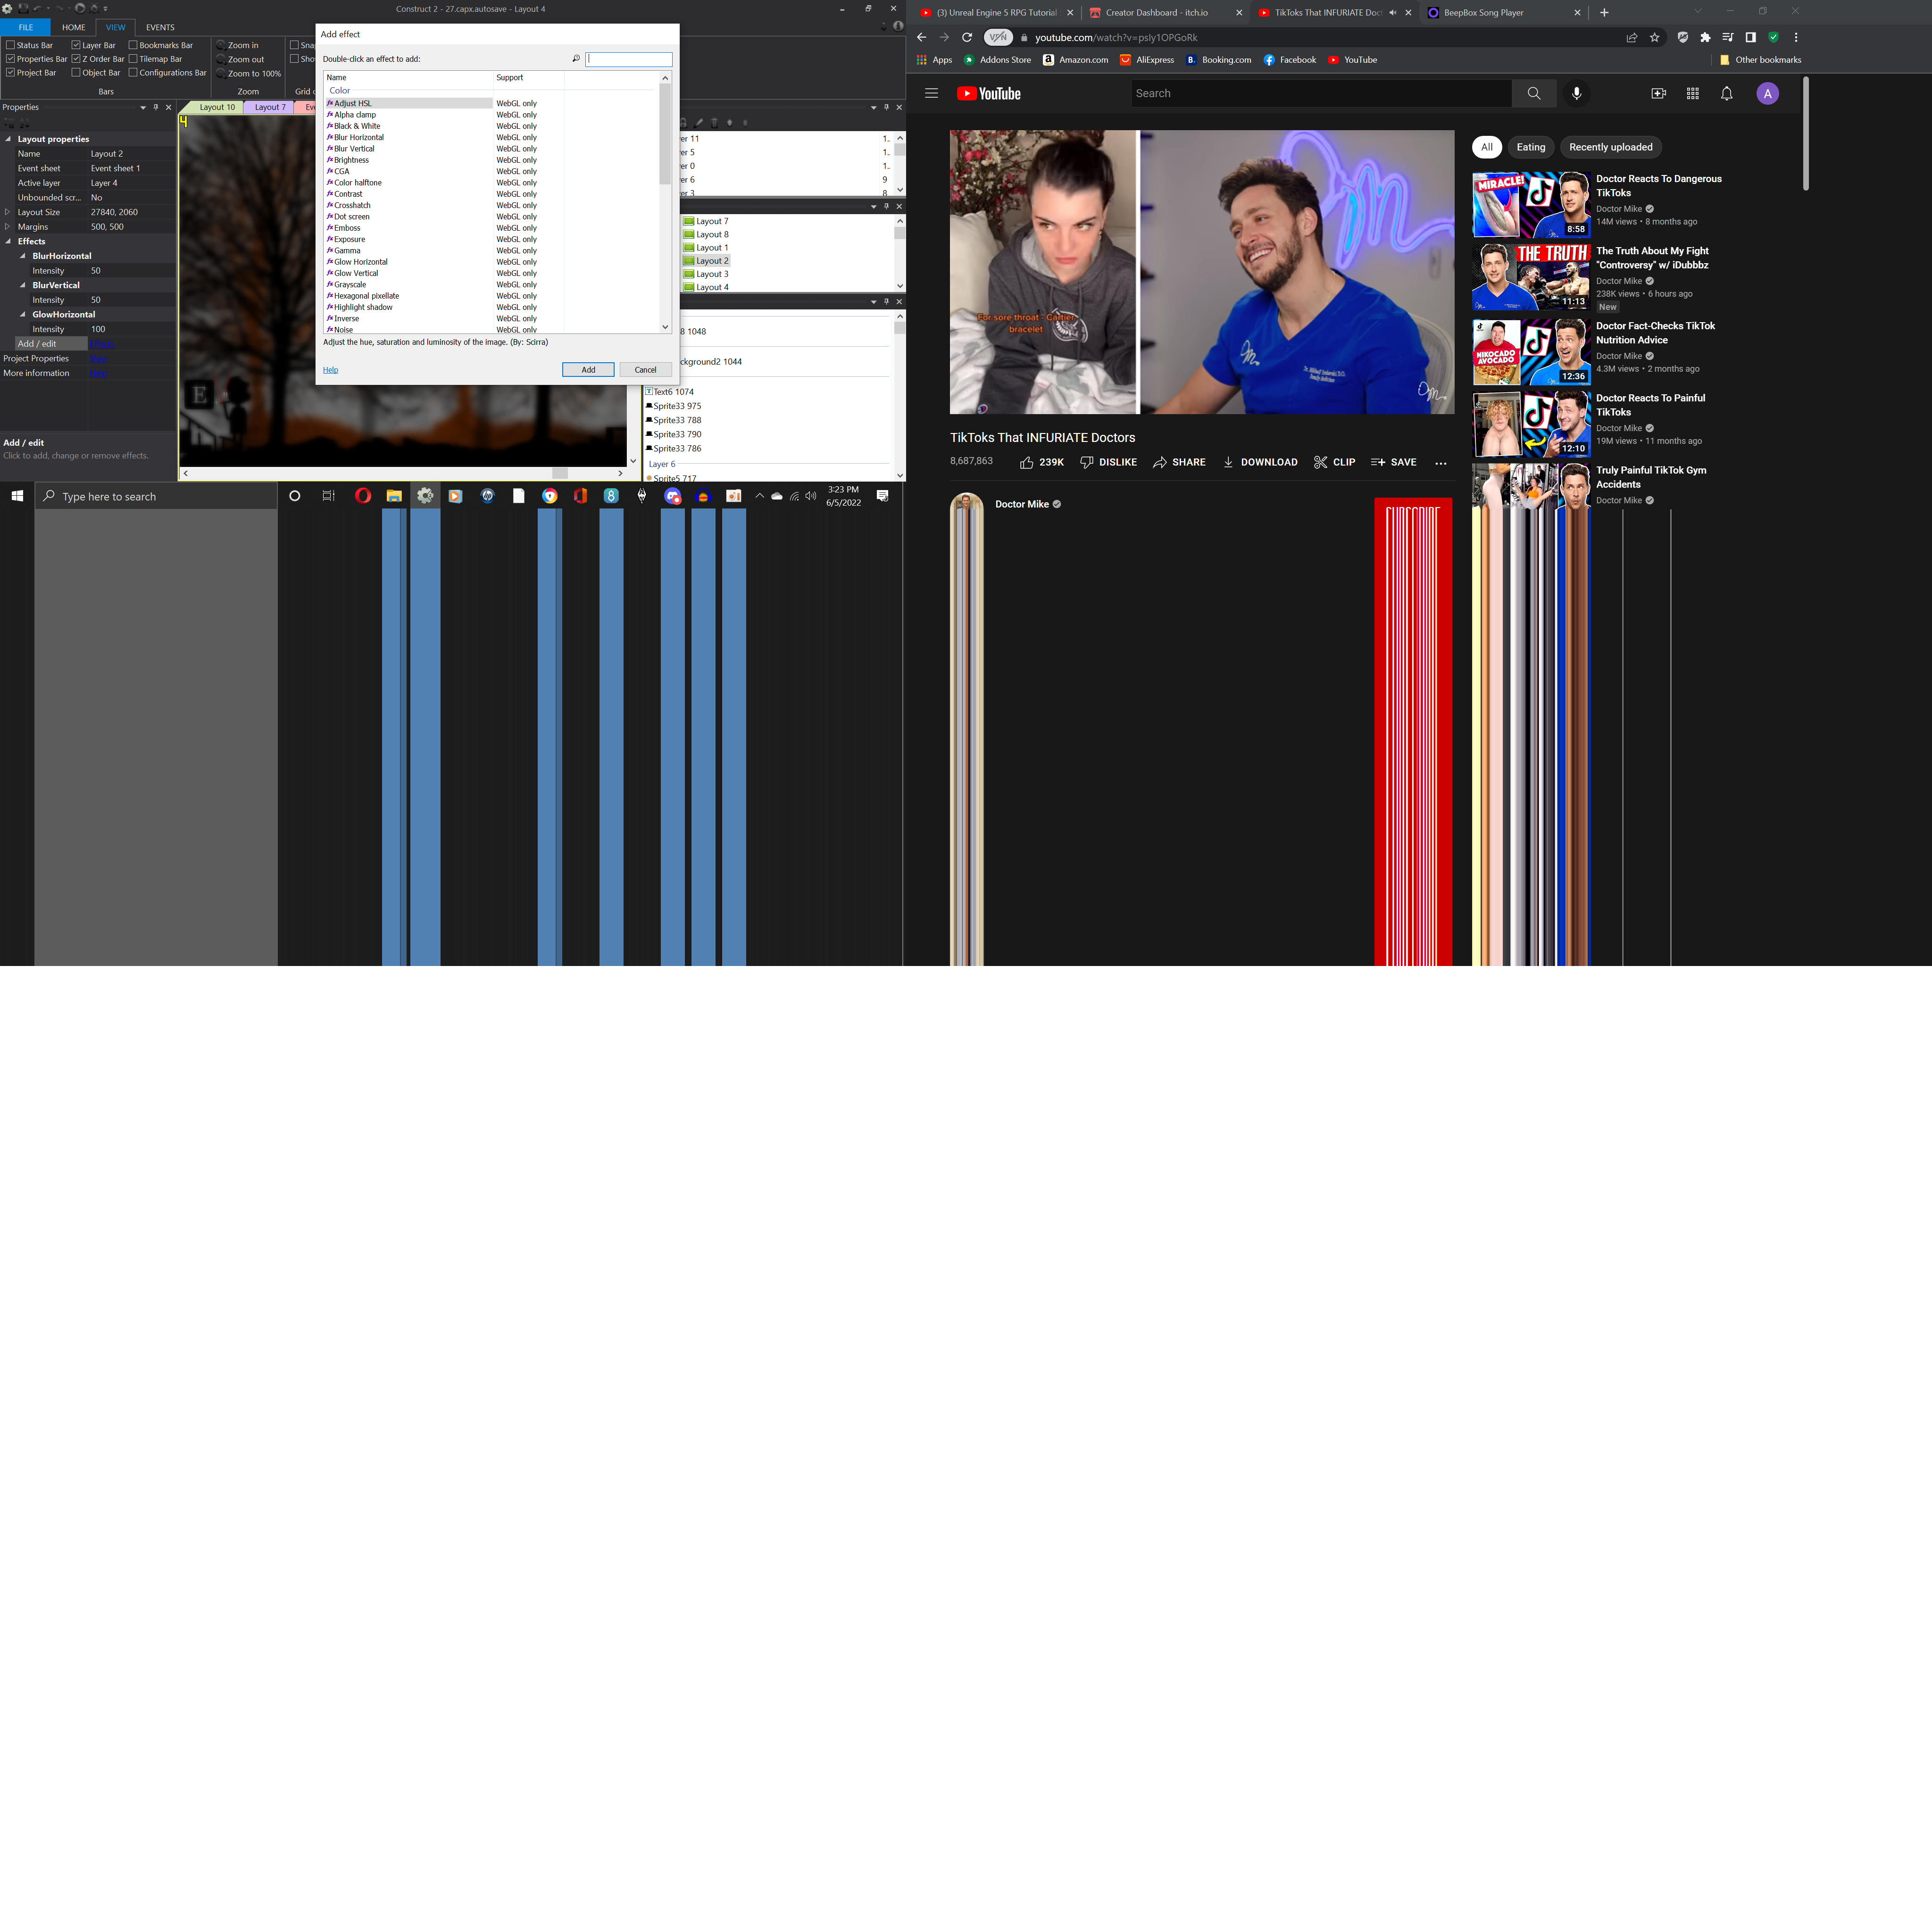 Construct 2 - 27.capx.autosave - Layout 4
FILE
HOME
VIEW
EVENTS
Status Bar
Layer Bar
Bookmarks Bar
Properties Bar
Z Order Bar
Tilemap Bar
Project Bar
Object Bar
Configurations Bar
Bars
Zoom in
Zoom out
Zoom to 100%
Zoom
Properties
Layout properties
Name Layout 2
Event sheet Event sheet 1
Active layer Layer 4
Unbounded scr... No
Layout Size 27840, 2060
Margins 500, 500
Effects
BlurHorizontal
Intensity 50
BlurVertical
Intensity 50
GlowHorizontal
Intensity 100
Add / edit Effects
Project Properties
More information Help
Add / edit
Click to add, change or remove effects.
Layout 10
Layout 7
4
E
Add effect
Double-click an effect to add:
Name Support
Color
Adjust HSL WebGL only
Alpha clamp WebGL only
Black & White WebGL only
Blur Horizontal WebGL only
Blur Vertical WebGL only
Brightness WebGL only
CGA WebGL only
Color halftone WebGL only
Contrast WebGL only
Crosshatch WebGL only
Dot screen WebGL only
Emboss WebGL only
Exposure WebGL only
Gamma WebGL only
Glow Horizontal WebGL only
Glow Vertical WebGL only
Grayscale WebGL only
Hexagonal pixellate WebGL only
Highlight shadow WebGL only
Inverse WebGL only
Noise WebGL only
Adjust the hue, saturation and luminosity of the image. (By: Scirra)
Help
Add
Cancel
er 11 1..
er 5 1..
er 0 1..
er 6 9
er 3 8
Layout 7
Layout 8
Layout 1
Layout 2
Layout 3
Layout 4
8 1048
ckground2 1044
Text6 1074
Sprite33 975
Sprite33 788
Sprite33 790
Sprite33 786
Layer 6
Sprite5 717
Type here to search
3:23 PM
6/5/2022
(3) Unreal Engine 5 RPG Tutorial
Creator Dashboard - itch.io
TikToks That INFURIATE Doct
BeepBox Song Player
VPN
youtube.com/watch?v=psIy1OPGoRk
Apps
Addons Store
Amazon.com
AliExpress
Booking.com
Facebook
YouTube
Other bookmarks
YouTube
Search
A
For sore throat - Cartier
bracelet
TikToks That INFURIATE Doctors
8,687,863
239K
DISLIKE
SHARE
DOWNLOAD
CLIP
SAVE
Doctor Mike
SUBSCRIBE
All
Eating
Recently uploaded
MIRACLE!
8:58
Doctor Reacts To Dangerous
TikToks
Doctor Mike
14M views • 8 months ago
THE TRUTH
11:13
The Truth About My Fight
"Controversy" w/ iDubbbz
Doctor Mike
238K views • 6 hours ago
New
NIKOCADO
AVOCADO
12:36
Doctor Fact-Checks TikTok
Nutrition Advice
Doctor Mike
4.3M views • 2 months ago
12:10
Doctor Reacts To Painful
TikToks
Doctor Mike
19M views • 11 months ago
Truly Painful TikTok Gym
Accidents
Doctor Mike